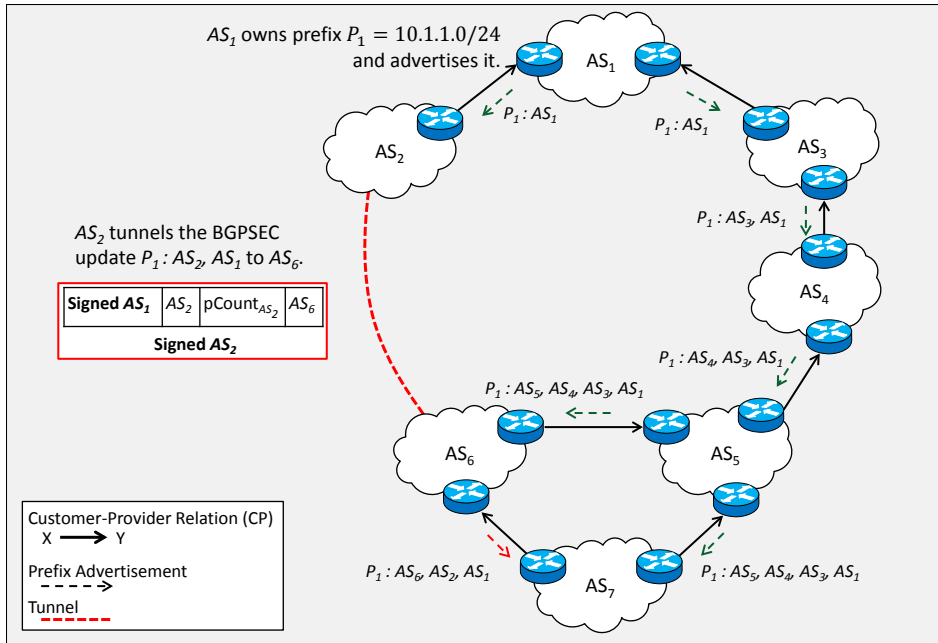 AS₁ owns prefix P₁ = 10.1.1.0/24
and advertises it.
AS₁
P₁ : AS₁
P₁ : AS₁
AS₂
AS₃
P₁ : AS₃, AS₁
AS₂ tunnels the BGPSEC
update P₁ : AS₂, AS₁ to AS₆.
Signed AS₁ AS₂ pCount_AS₂ AS₆
Signed AS₂
AS₄
P₁ : AS₄, AS₃, AS₁
P₁ : AS₅, AS₄, AS₃, AS₁
AS₆
AS₅
P₁ : AS₆, AS₂, AS₁
P₁ : AS₅, AS₄, AS₃, AS₁
AS₇
Customer-Provider Relation (CP)
X Y
Prefix Advertisement
Tunnel